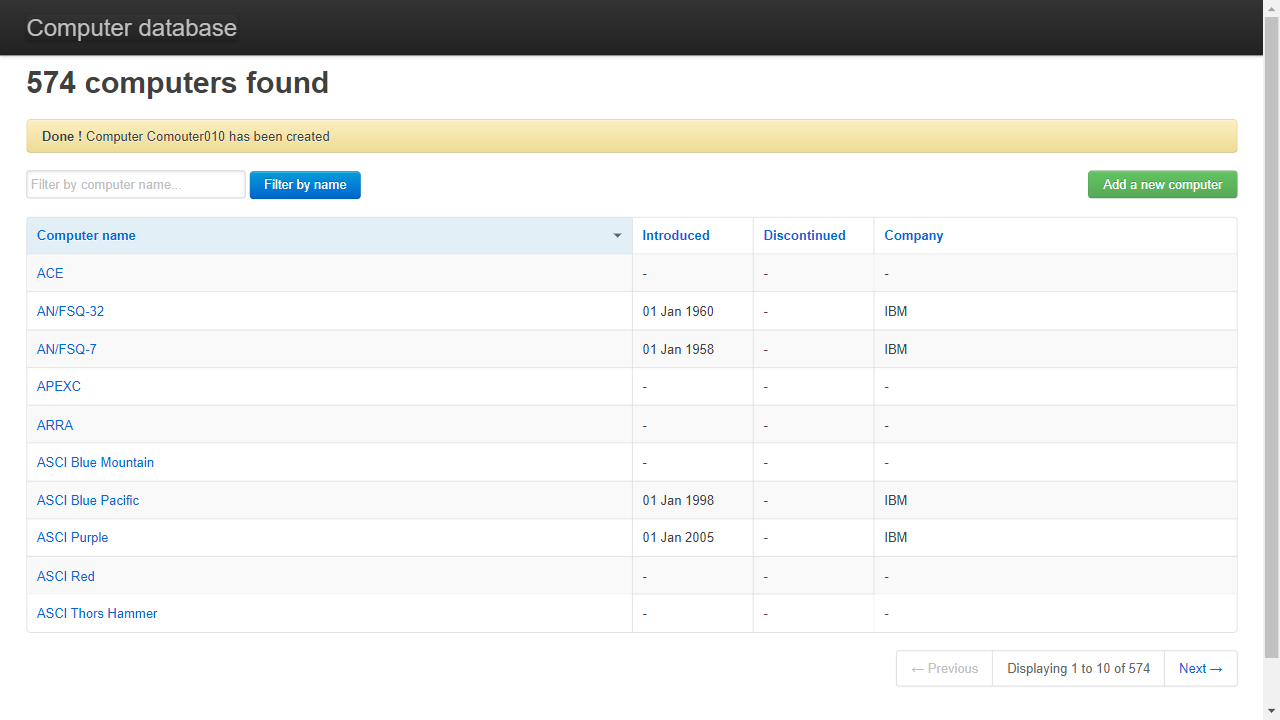 Computer database
574 computers found
Done ! Computer Comouter010 has been created
Filter by computer name... Filter by name Add a new computer
Computer name Introduced Discontinued Company
ACE - - -
AN/FSQ-32 01 Jan 1960 - IBM
AN/FSQ-7 01 Jan 1958 - IBM
APEXC - - -
ARRA - - -
ASCI Blue Mountain - - -
ASCI Blue Pacific 01 Jan 1998 - IBM
ASCI Purple 01 Jan 2005 - IBM
ASCI Red - - -
ASCI Thors Hammer - - -
← Previous Displaying 1 to 10 of 574 Next →